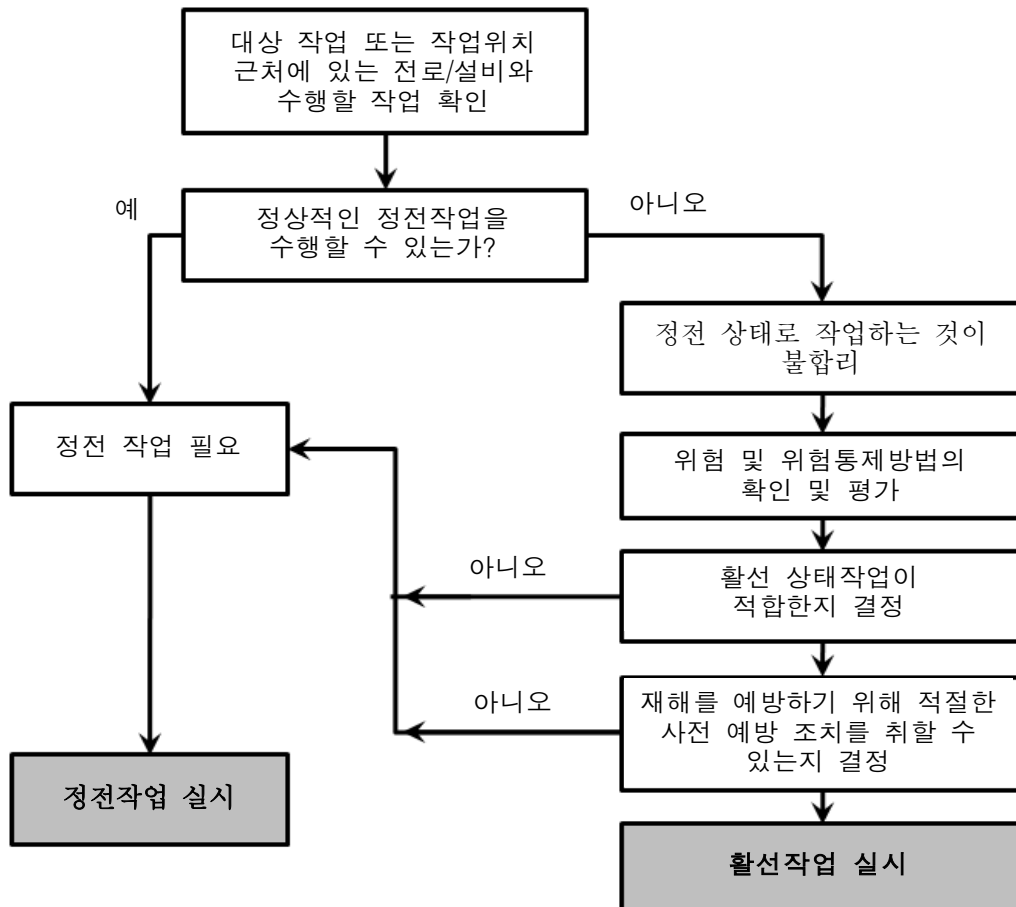 대상 작업 또는 작업위치
근처에 있는 전로/설비와
수행할 작업 확인
예
정상적인 정전작업을
수행할 수 있는가?
아니오
정전 상태로 작업하는 것이
불합리
정전 작업 필요
위험 및 위험통제방법의
확인 및 평가
아니오
활선 상태작업이
적합한지 결정
아니오
재해를 예방하기 위해 적절한
사전 예방 조치를 취할 수
있는지 결정
정전작업 실시
활선작업 실시